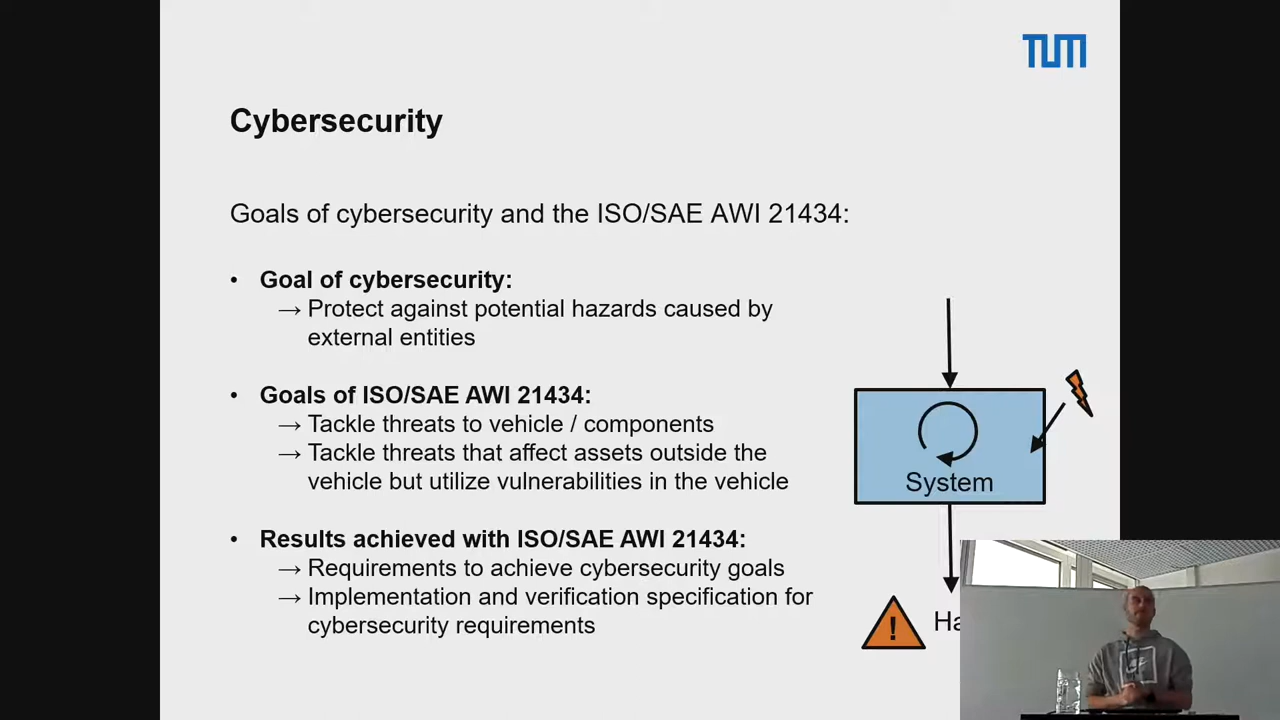 TUM
Cybersecurity
Goals of cybersecurity and the ISO/SAE AWI 21434:
• Goal of cybersecurity:
→ Protect against potential hazards caused by
external entities
• Goals of ISO/SAE AWI 21434:
→ Tackle threats to vehicle / components
→ Tackle threats that affect assets outside the
vehicle but utilize vulnerabilities in the vehicle
• Results achieved with ISO/SAE AWI 21434:
→ Requirements to achieve cybersecurity goals
→ Implementation and verification specification for
cybersecurity requirements
System
!